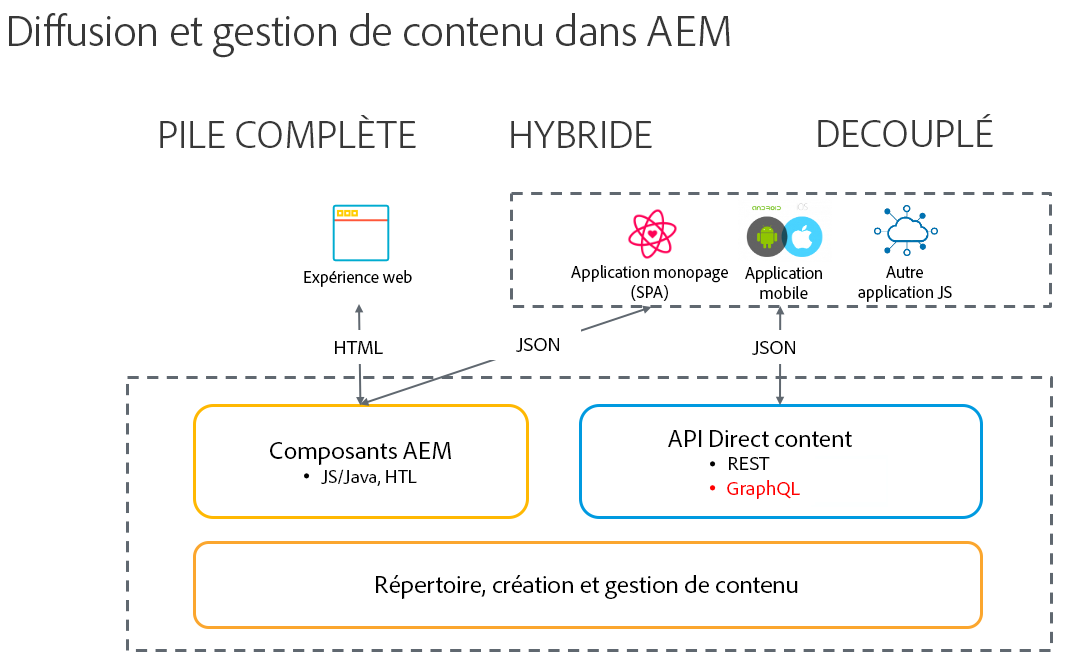 Diffusion et gestion de contenu dans AEM
PILE COMPLÈTE
HYBRIDE
DECOUPLÉ
Expérience web
Application monopage
(SPA)
ANDROID
iOS
Application
mobile
Autre
application JS
HTML
JSON
JSON
Composants AEM
• JS/Java, HTL
API Direct content
• REST
• GraphQL
Répertoire, création et gestion de contenu